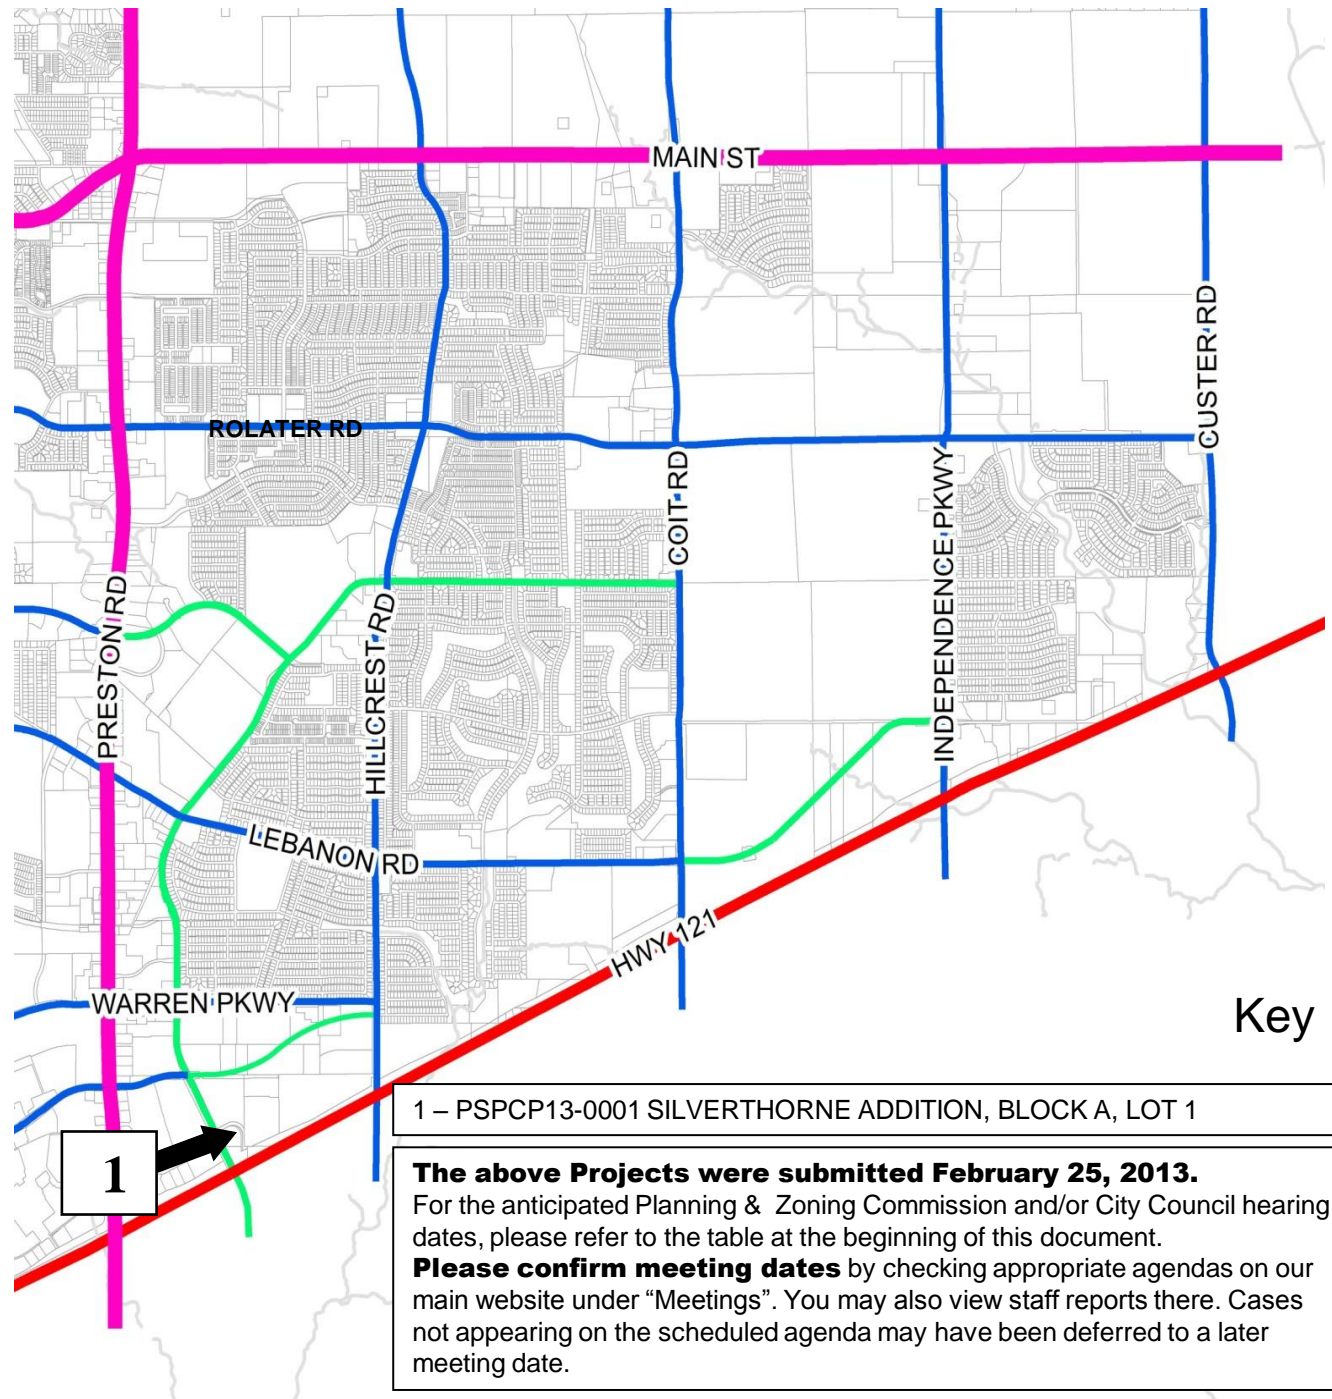 MAIN ST
CUSTER RD
ROLATER RD
COIT RD
INDEPENDENCE PKWY
PRESTON RD
HILLCREST RD
LEBANON RD
HWY 121
WARREN PKWY
Key
1
1 – PSPCP13-0001 SILVERTHORNE ADDITION, BLOCK A, LOT 1
The above Projects were submitted February 25, 2013.
For the anticipated Planning & Zoning Commission and/or City Council hearing
dates, please refer to the table at the beginning of this document.
Please confirm meeting dates by checking appropriate agendas on our
main website under “Meetings”. You may also view staff reports there. Cases
not appearing on the scheduled agenda may have been deferred to a later
meeting date.